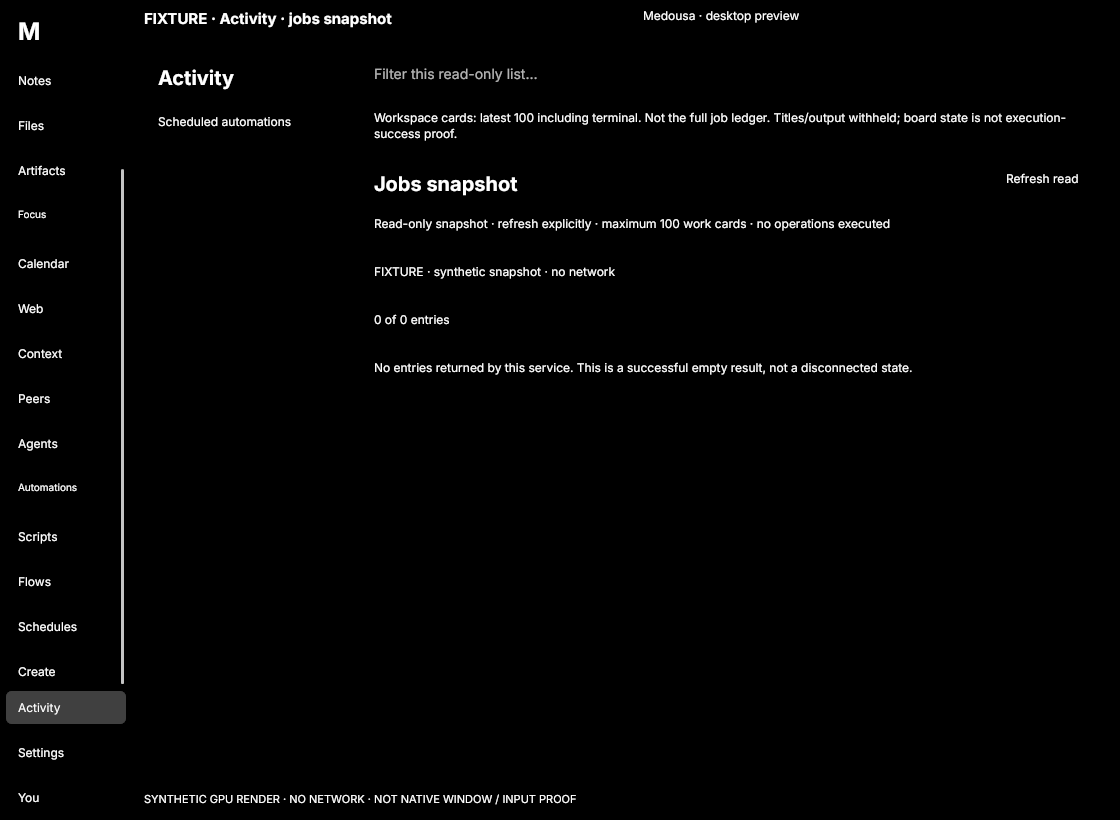 M
Notes
Files
Artifacts
Focus
Calendar
Web
Context
Peers
Agents
Automations
Scripts
Flows
Schedules
Create
Activity
Settings
You
FIXTURE · Activity · jobs snapshot
Medousa · desktop preview
Activity
Scheduled automations
Filter this read-only list...
Workspace cards: latest 100 including terminal. Not the full job ledger. Titles/output withheld; board state is not execution-
success proof.
Jobs snapshot
Refresh read
Read-only snapshot · refresh explicitly · maximum 100 work cards · no operations executed
FIXTURE · synthetic snapshot · no network
0 of 0 entries
No entries returned by this service. This is a successful empty result, not a disconnected state.
SYNTHETIC GPU RENDER · NO NETWORK · NOT NATIVE WINDOW / INPUT PROOF